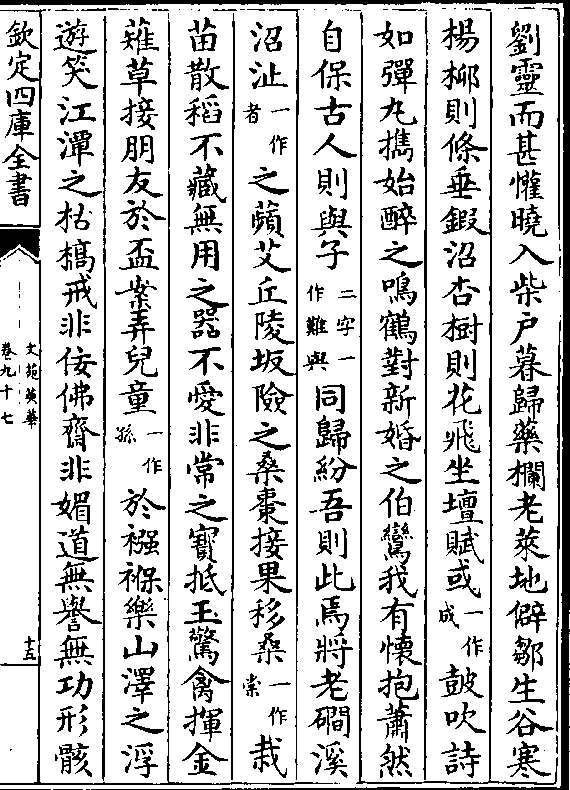 劉靈而甚懽曉入柴戸暮歸藥欄老萊地僻鄒生谷寒
楊栁則條垂鍜沼杏樹則花飛坐壇賦或一作成鼓吹詩
如彈丸攜始醉之鳴鶴對新婚之伯鸞我有懷抱蕭然
自保古人則與子二字一作難與同歸紛吾則此焉將老磵溪
沼沚一作者之蘋艾丘陵坂險之桑棗接果移桑一作棠栽
苗散稻不藏無用之器不愛非常之寳抵玉驚禽揮金
薙草接朋友於盃案弄兒童一作孫於襁褓樂山澤之浮
遊笑江潭之枯槁戒非佞佛齋非媚道無譽無功形骸
欽定四庫全書
文苑英華
卷九十七
十五